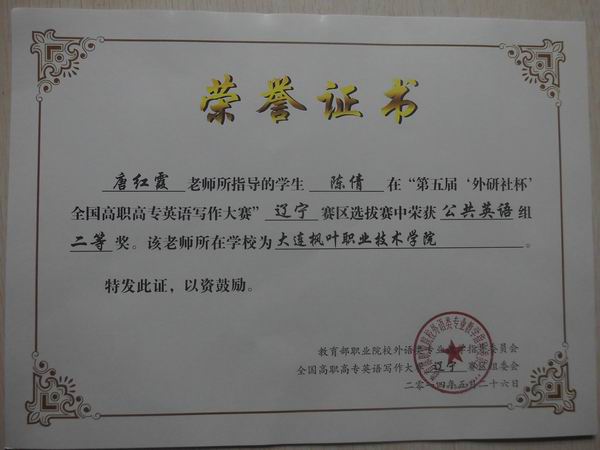 荣誉证书
唐红霞 老师所指导的学生 陈倩 在“第五届‘外研社杯’
全国高职高专英语写作大赛” 辽宁 赛区选拔赛中荣获 公共英语 组
二等 奖。该老师所在学校为 大连枫叶职业技术学院 。
特发此证，以资鼓励。
教育部职业院校外语类专业教学指导委员会
全国高职高专英语写作大赛 辽宁 赛区组委会
二〇一四年五月二十六日